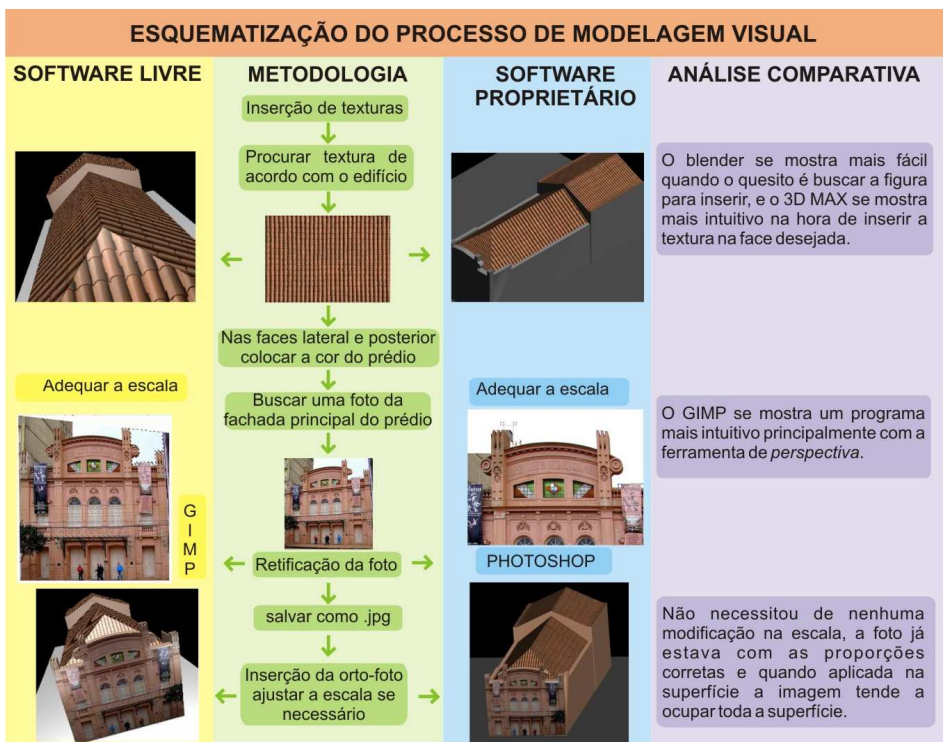 ESQUEMATIZAÇÃO DO PROCESSO DE MODELAGEM VISUAL
SOFTWARE LIVRE
METODOLOGIA
SOFTWARE
PROPRIETÁRIO
ANÁLISE COMPARATIVA
Inserção de texturas
Procurar textura de
acordo com o edifício
O blender se mostra mais fácil
quando o quesito é buscar a figura
para inserir, e o 3D MAX se mostra
mais intuitivo na hora de inserir a
textura na face desejada.
Nas faces lateral e posterior
colocar a cor do prédio
Adequar a escala
Buscar uma foto da
fachada principal do prédio
Adequar a escala
O GIMP se mostra um programa
mais intuitivo principalmente com a
ferramenta de perspectiva.
G
I
M
P
Retificação da foto
PHOTOSHOP
salvar como .jpg
Inserção da orto-foto
ajustar a escala se
necessário
Não necessitou de nenhuma
modificação na escala, a foto já
estava com as proporções
corretas e quando aplicada na
superfície a imagem tende a
ocupar toda a superfície.